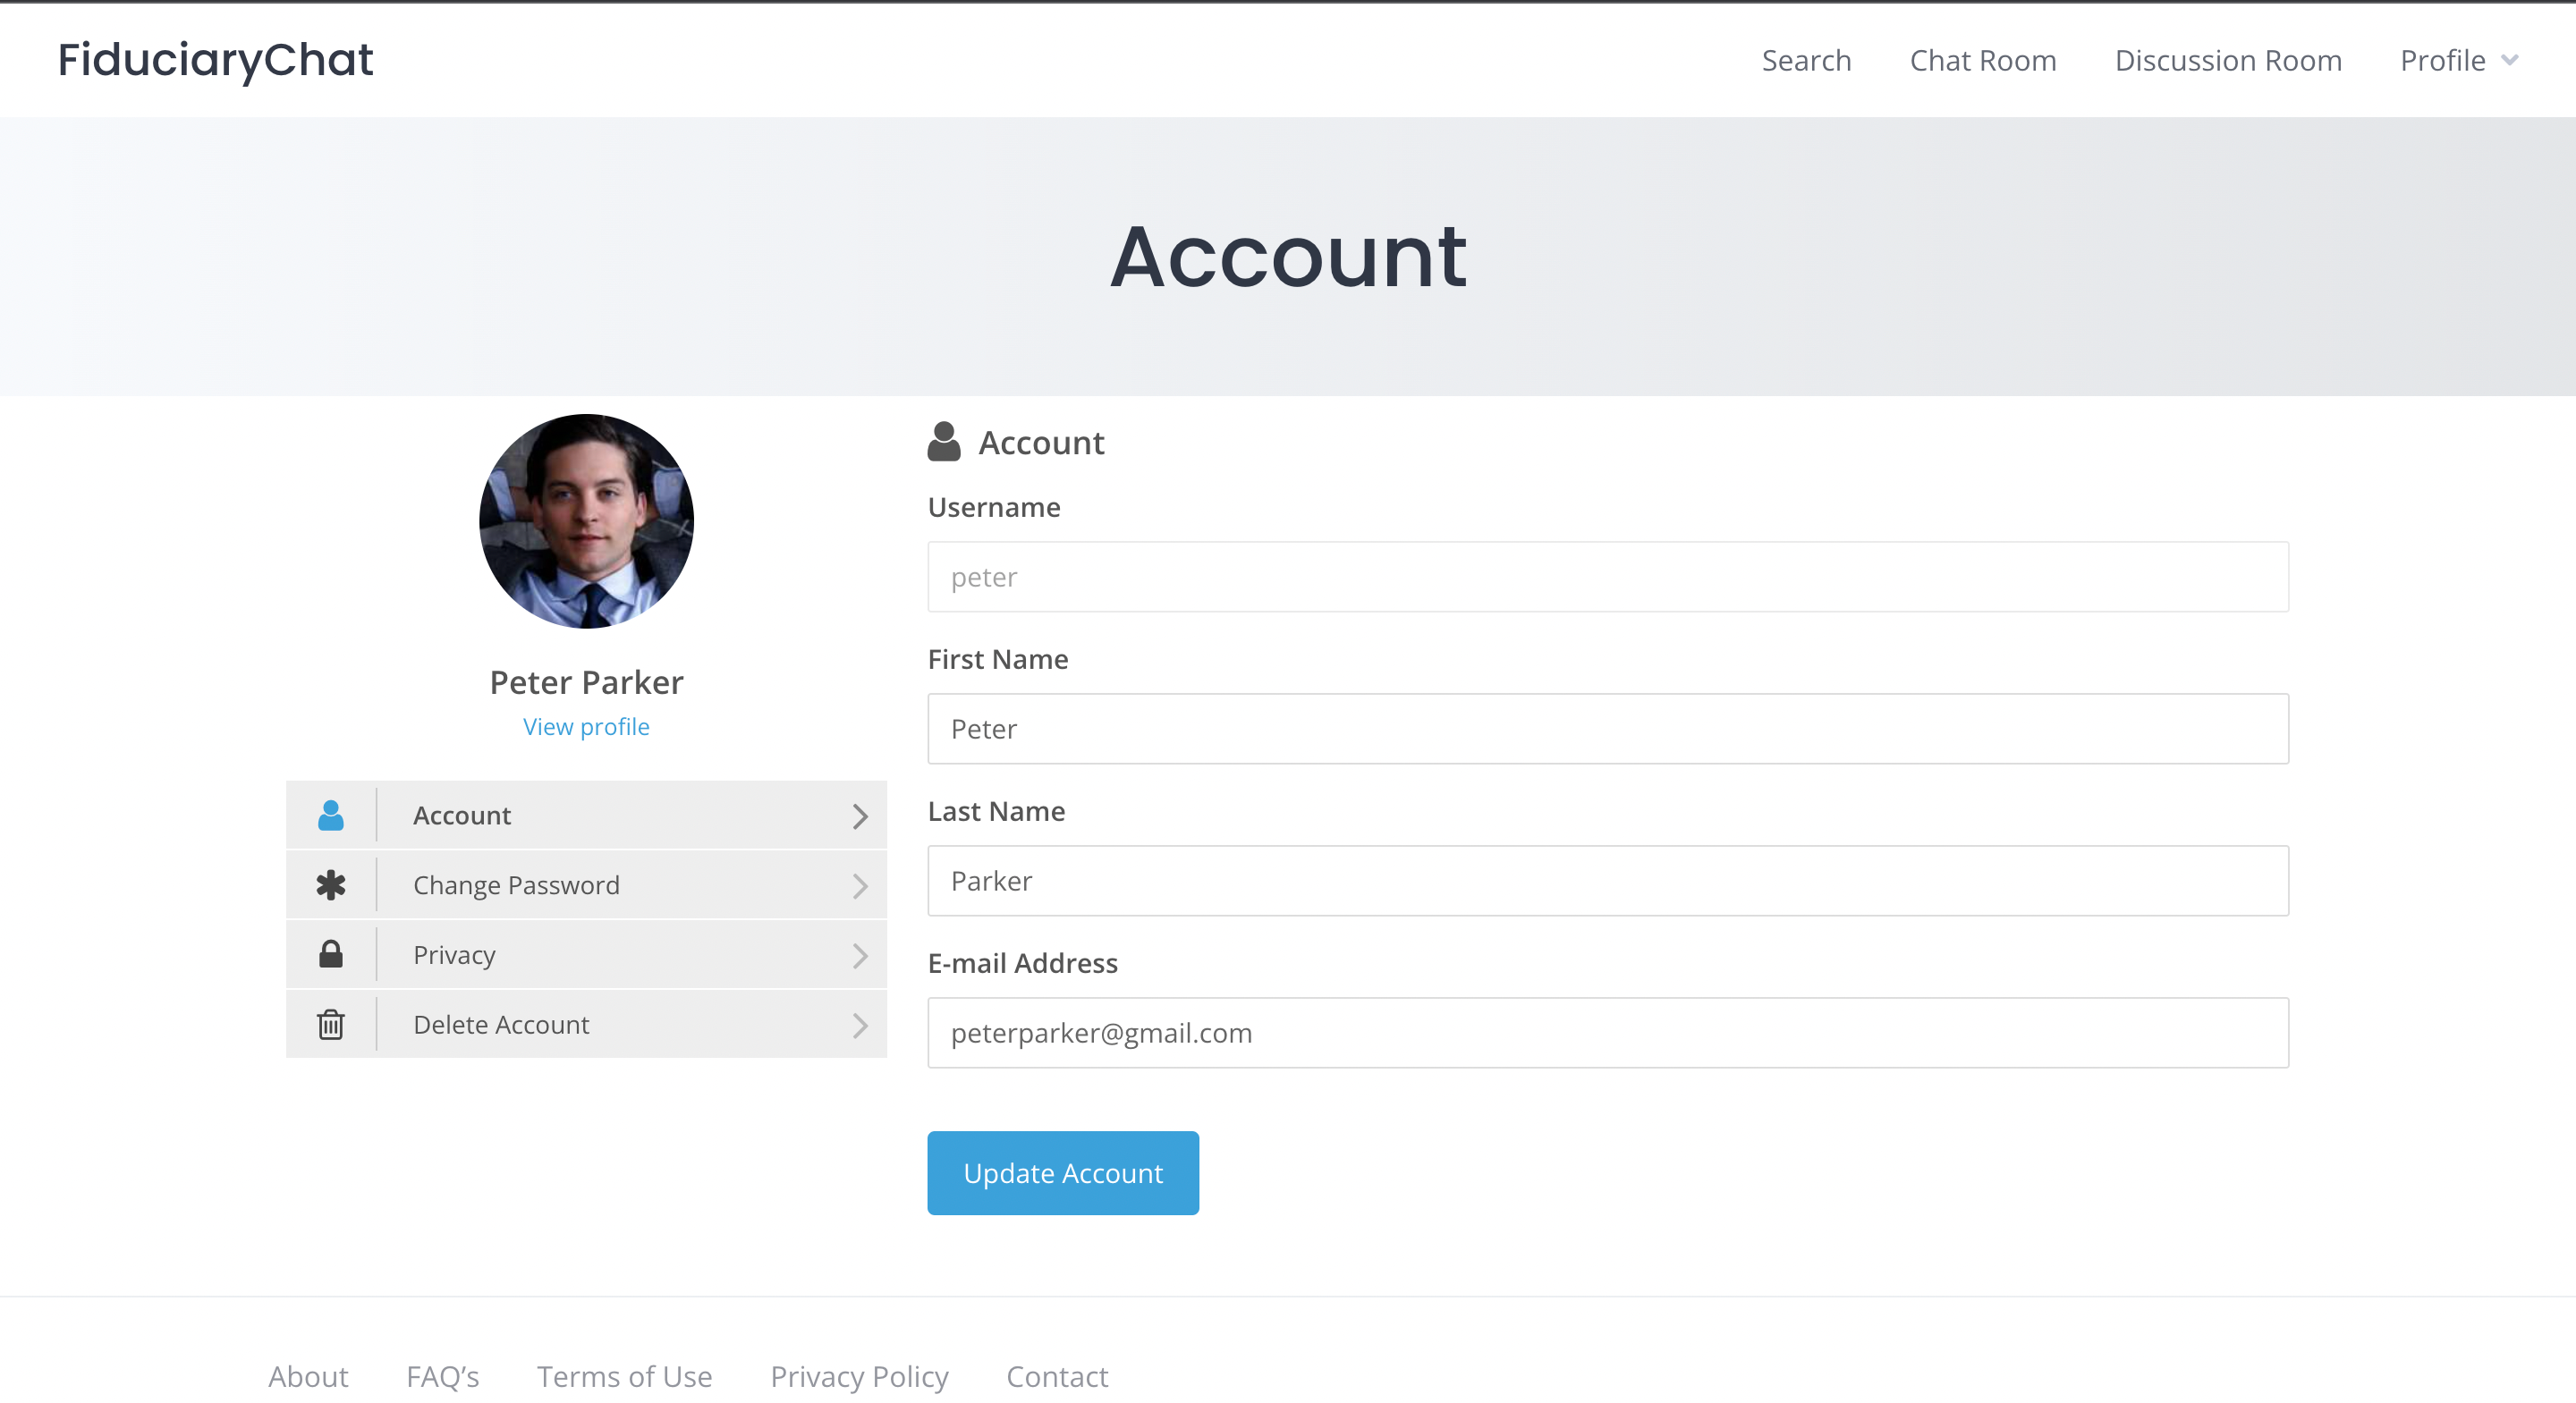 FiduciaryChat
Search Chat Room Discussion Room Profile
Account
Peter Parker
View profile
Account
Change Password
Privacy
Delete Account
Account
Username
peter
First Name
Peter
Last Name
Parker
E-mail Address
peterparker@gmail.com
Update Account
About FAQ’s Terms of Use Privacy Policy Contact